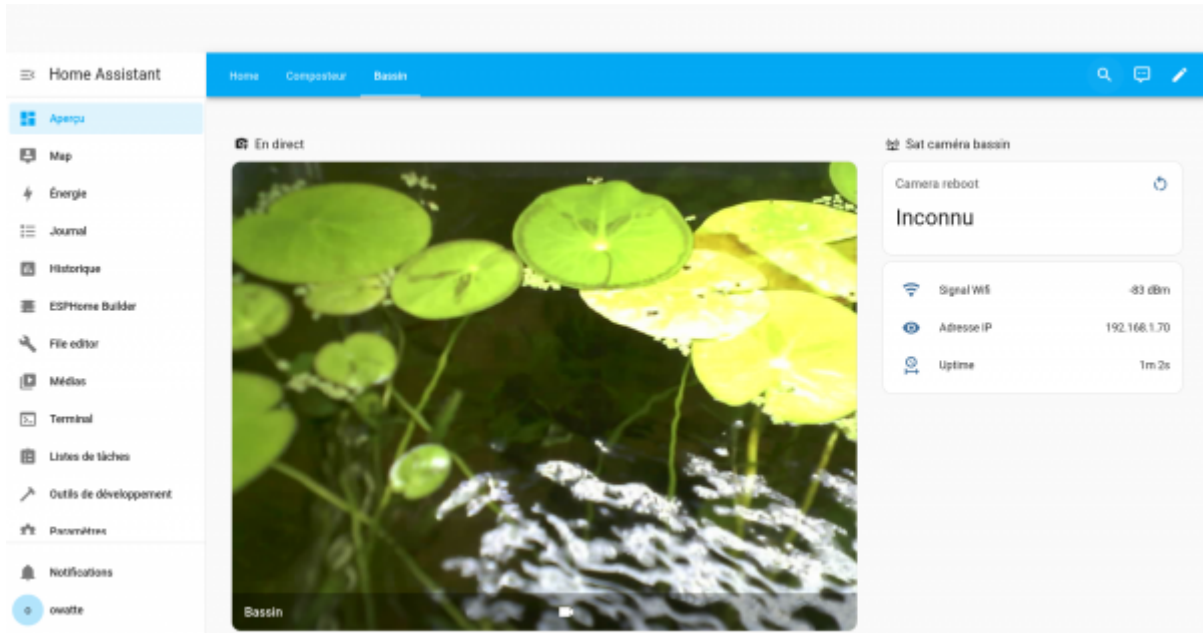 Home Assistant
Home Composteur Bassin
Aperçu
Map
Énergie
Journal
Historique
ESPHome Builder
File editor
Médias
Terminal
Listes de tâches
Outils de développement
Paramètres
Notifications
owatte
En direct
Bassin
Sat caméra bassin
Camera reboot
Inconnu
Signal Wifi -83 dBm
Adresse IP 192.168.1.70
Uptime 1m 2s